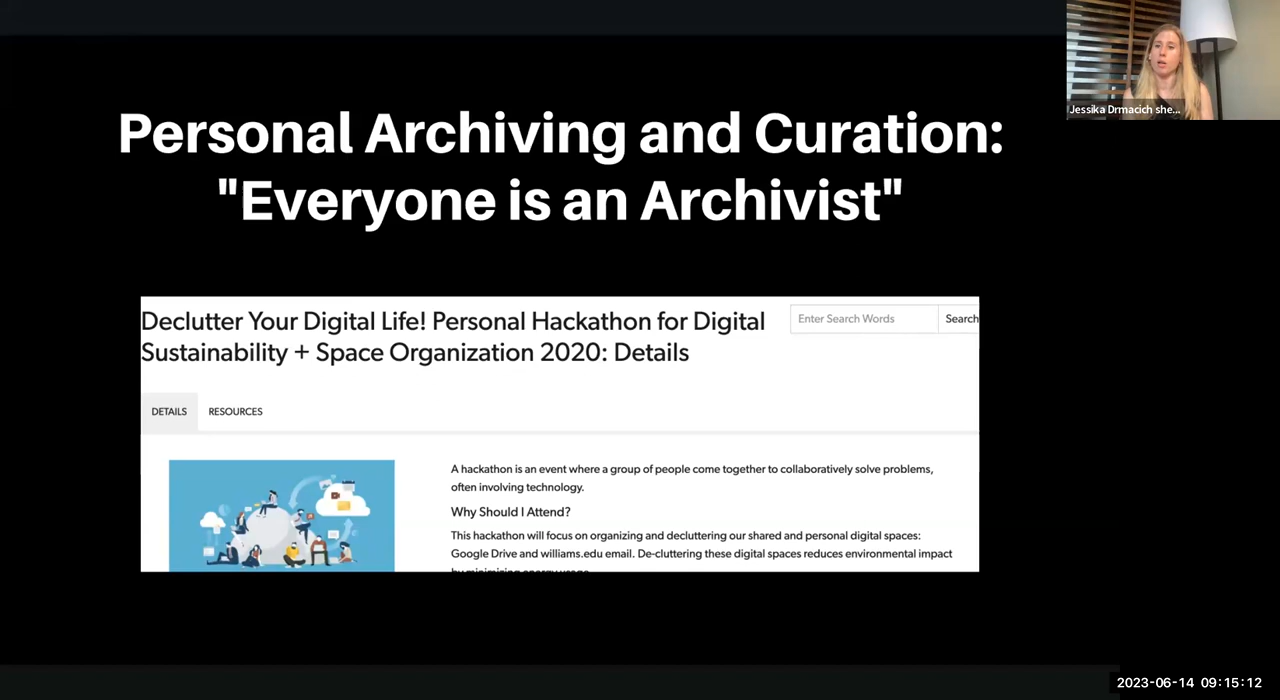 Personal Archiving and Curation:
"Everyone is an Archivist"
Jessika Drmacich she...
Declutter Your Digital Life! Personal Hackathon for Digital
Sustainability + Space Organization 2020: Details
Enter Search Words
Search
DETAILS
RESOURCES
A hackathon is an event where a group of people come together to collaboratively solve problems,
often involving technology.
Why Should I Attend?
This hackathon will focus on organizing and decluttering our shared and personal digital spaces:
Google Drive and williams.edu email. De-cluttering these digital spaces reduces environmental impact
by minimizing energy usage.
2023-06-14 09:15:12